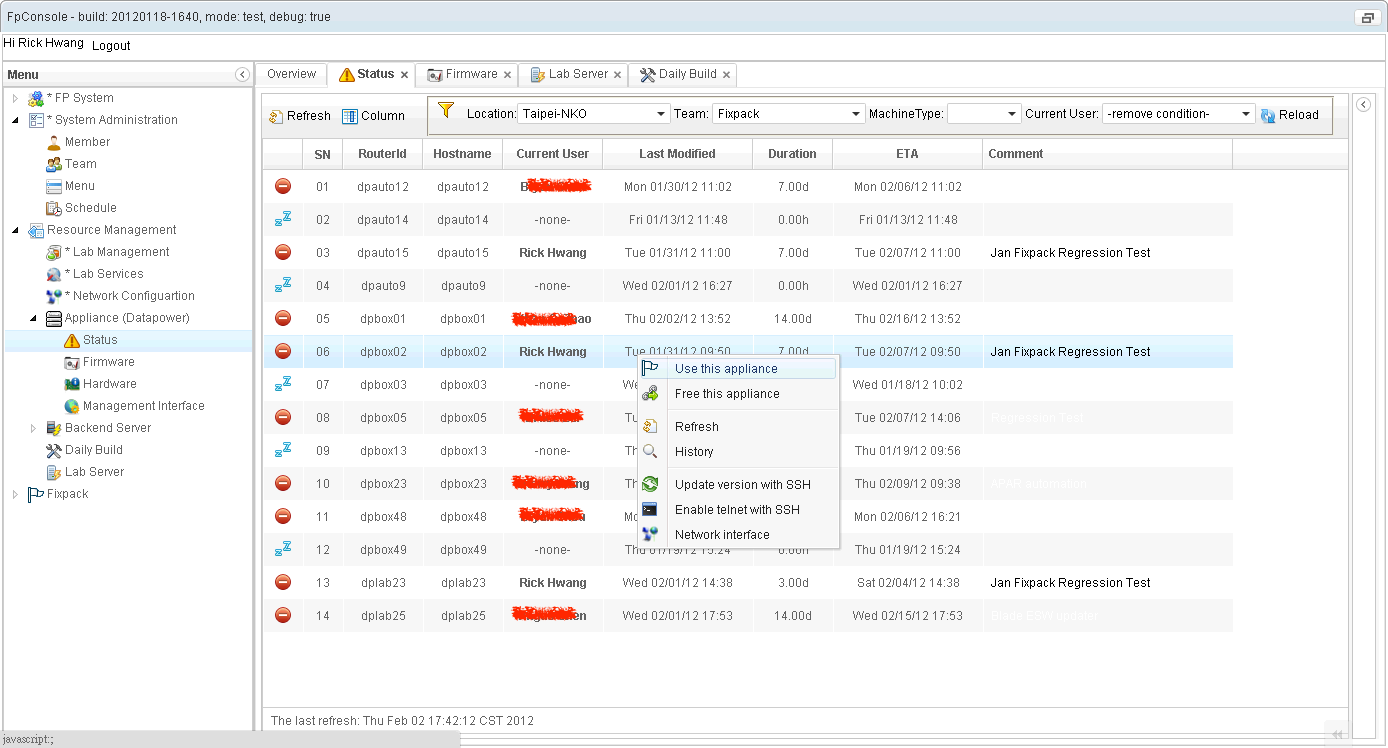 FpConsole - build: 20120118-1640, mode: test, debug: true
Hi Rick Hwang Logout
Menu
* FP System
* System Administration
Member
Team
Menu
Schedule
Resource Management
* Lab Management
* Lab Services
* Network Configuartion
Appliance (Datapower)
Status
Firmware
Hardware
Management Interface
Backend Server
Daily Build
Lab Server
Fixpack
Overview Status Firmware Lab Server Daily Build
Refresh Column Location: Taipei-NKO Team: Fixpack MachineType: Current User: -remove condition- Reload
SN RouterId Hostname Current User Last Modified Duration ETA Comment
01 dpauto12 dpauto12 Mon 01/30/12 11:02 7.00d Mon 02/06/12 11:02
02 dpauto14 dpauto14 -none- Fri 01/13/12 11:48 0.00h Fri 01/13/12 11:48
03 dpauto15 dpauto15 Rick Hwang Tue 01/31/12 11:00 7.00d Tue 02/07/12 11:00 Jan Fixpack Regression Test
04 dpauto9 dpauto9 -none- Wed 02/01/12 16:27 0.00h Wed 02/01/12 16:27
05 dpbox01 dpbox01 ao Thu 02/02/12 13:52 14.00d Thu 02/16/12 13:52
06 dpbox02 dpbox02 Rick Hwang Tue 01/31/12 09:50 7.00d Tue 02/07/12 09:50 Jan Fixpack Regression Test
07 dpbox03 dpbox03 -none- We Wed 01/18/12 10:02
08 dpbox05 dpbox05 Tu Tue 02/07/12 14:06 Regression Test
09 dpbox13 dpbox13 -none- Th Thu 01/19/12 09:56
10 dpbox23 dpbox23 ng Th Thu 02/09/12 09:38 APAR automation
11 dpbox48 dpbox48 Mo Mon 02/06/12 16:21
12 dpbox49 dpbox49 -none- Thu 01/19/12 15:24 0.00h Thu 01/19/12 15:24
13 dplab23 dplab23 Rick Hwang Wed 02/01/12 14:38 3.00d Sat 02/04/12 14:38 Jan Fixpack Regression Test
14 dplab25 dplab25 en Wed 02/01/12 17:53 14.00d Wed 02/15/12 17:53
Use this appliance
Free this appliance
Refresh
History
Update version with SSH
Enable telnet with SSH
Network interface
The last refresh: Thu Feb 02 17:42:12 CST 2012
javascript:;